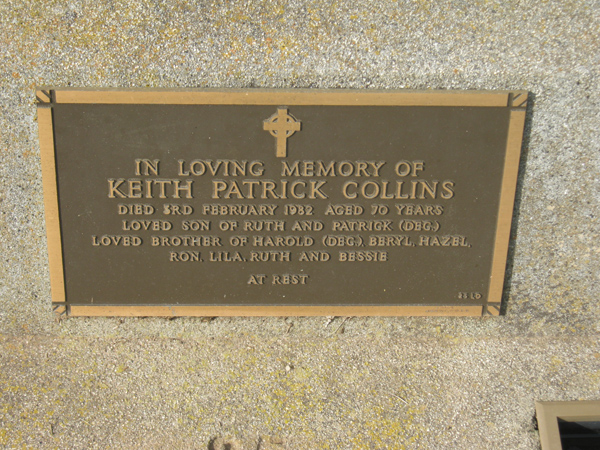 IN LOVING MEMORY OF
KEITH PATRICK COLLINS
DIED 3RD FEBRUARY 1982 AGED 70 YEARS
LOVED SON OF RUTH AND PATRICK (DEC.)
LOVED BROTHER OF HAROLD (DEC.) BERYL, HAZEL,
RON, LILA, RUTH AND BESSIE
AT REST